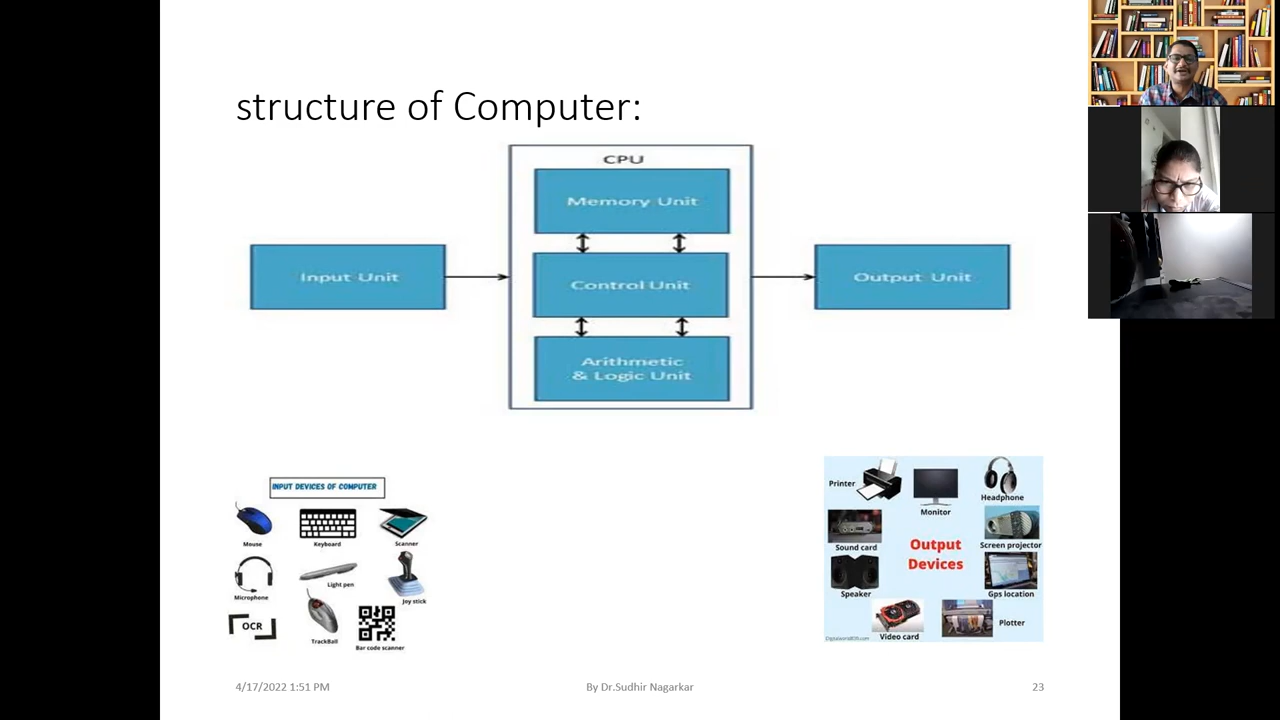 structure of Computer:
CPU
Memory Unit
Input Unit
Control Unit
Output Unit
Arithmetic
& Logic Unit
INPUT DEVICES OF COMPUTER
Mouse
Keyboard
Scanner
Microphone
Light pen
Joy stick
OCR
TrackBall
Bar code scanner
Printer
Monitor
Headphone
Sound card
Output
Devices
Screen projector
Speaker
Gps location
Video card
Plotter
4/17/2022 1:51 PM
By Dr.Sudhir Nagarkar
23